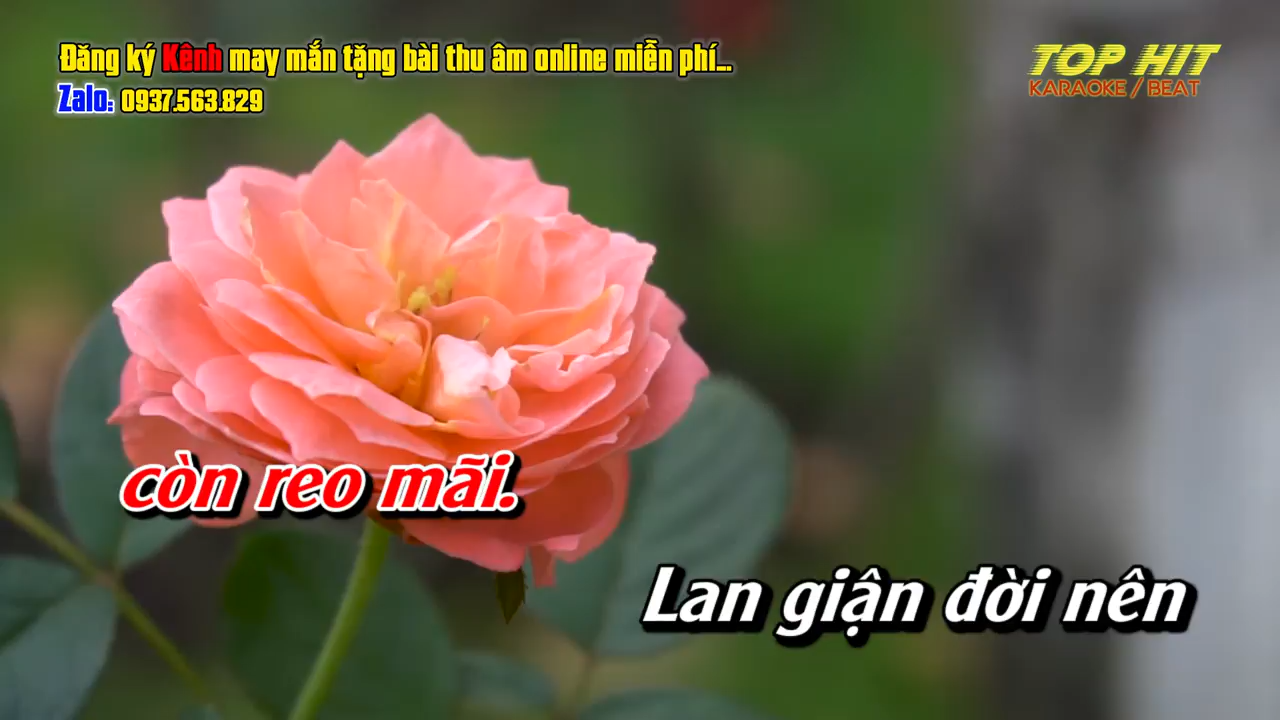 Đăng ký Kênh may mắn tặng bài thu âm online miễn phí...
Zalo: 0937.563.829
TOP HIT
KARAOKE / BEAT
còn reo mãi.
Lan giận đời nên